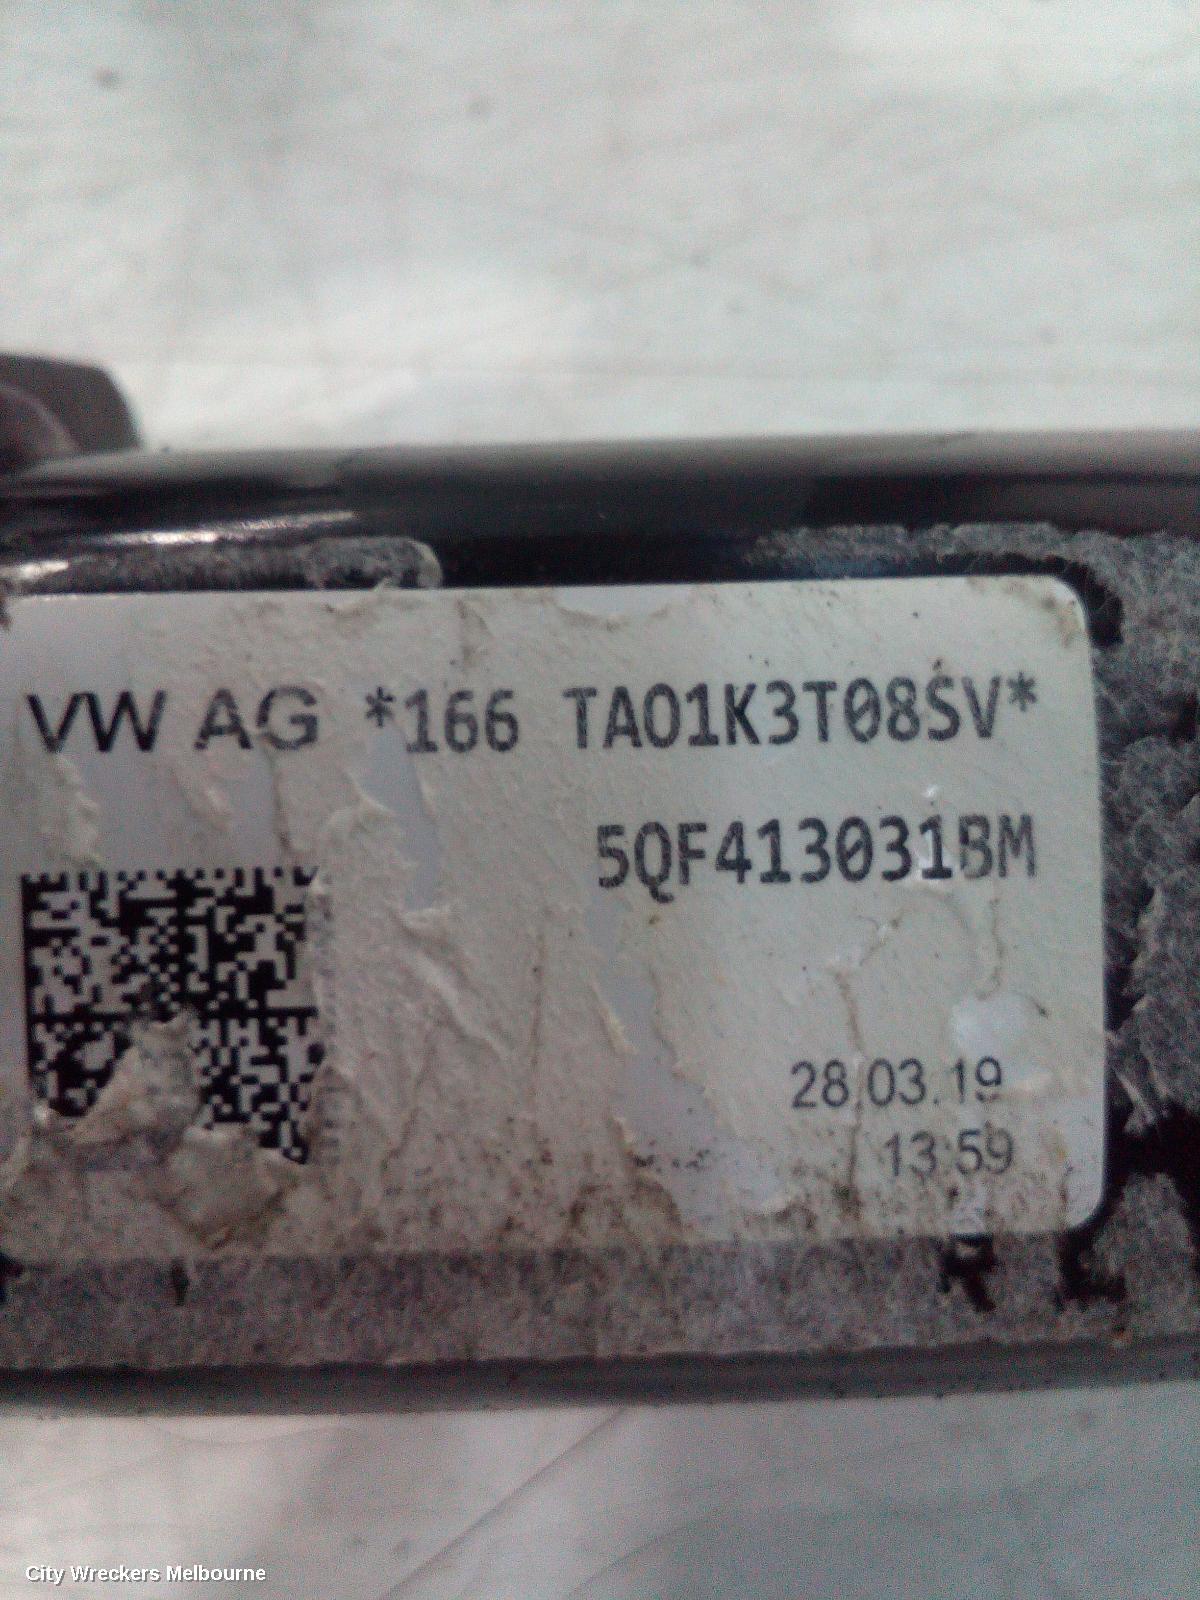 VW AG *166 TA01K3T08SV*
5QF413031BM
28.03.19
13:59
City Wreckers Melbourne